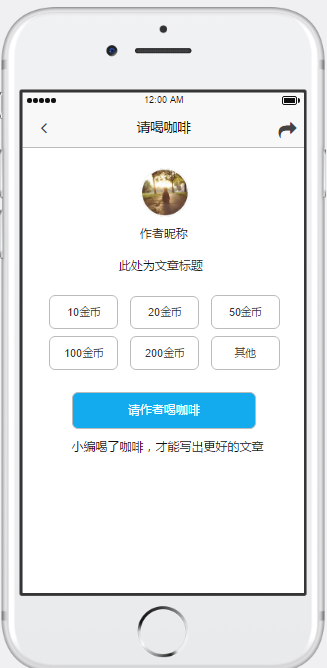 12:00 AM
请喝咖啡
作者昵称
此处为文章标题
10金币 20金币 50金币
100金币 200金币 其他
请作者喝咖啡
小编喝了咖啡，才能写出更好的文章